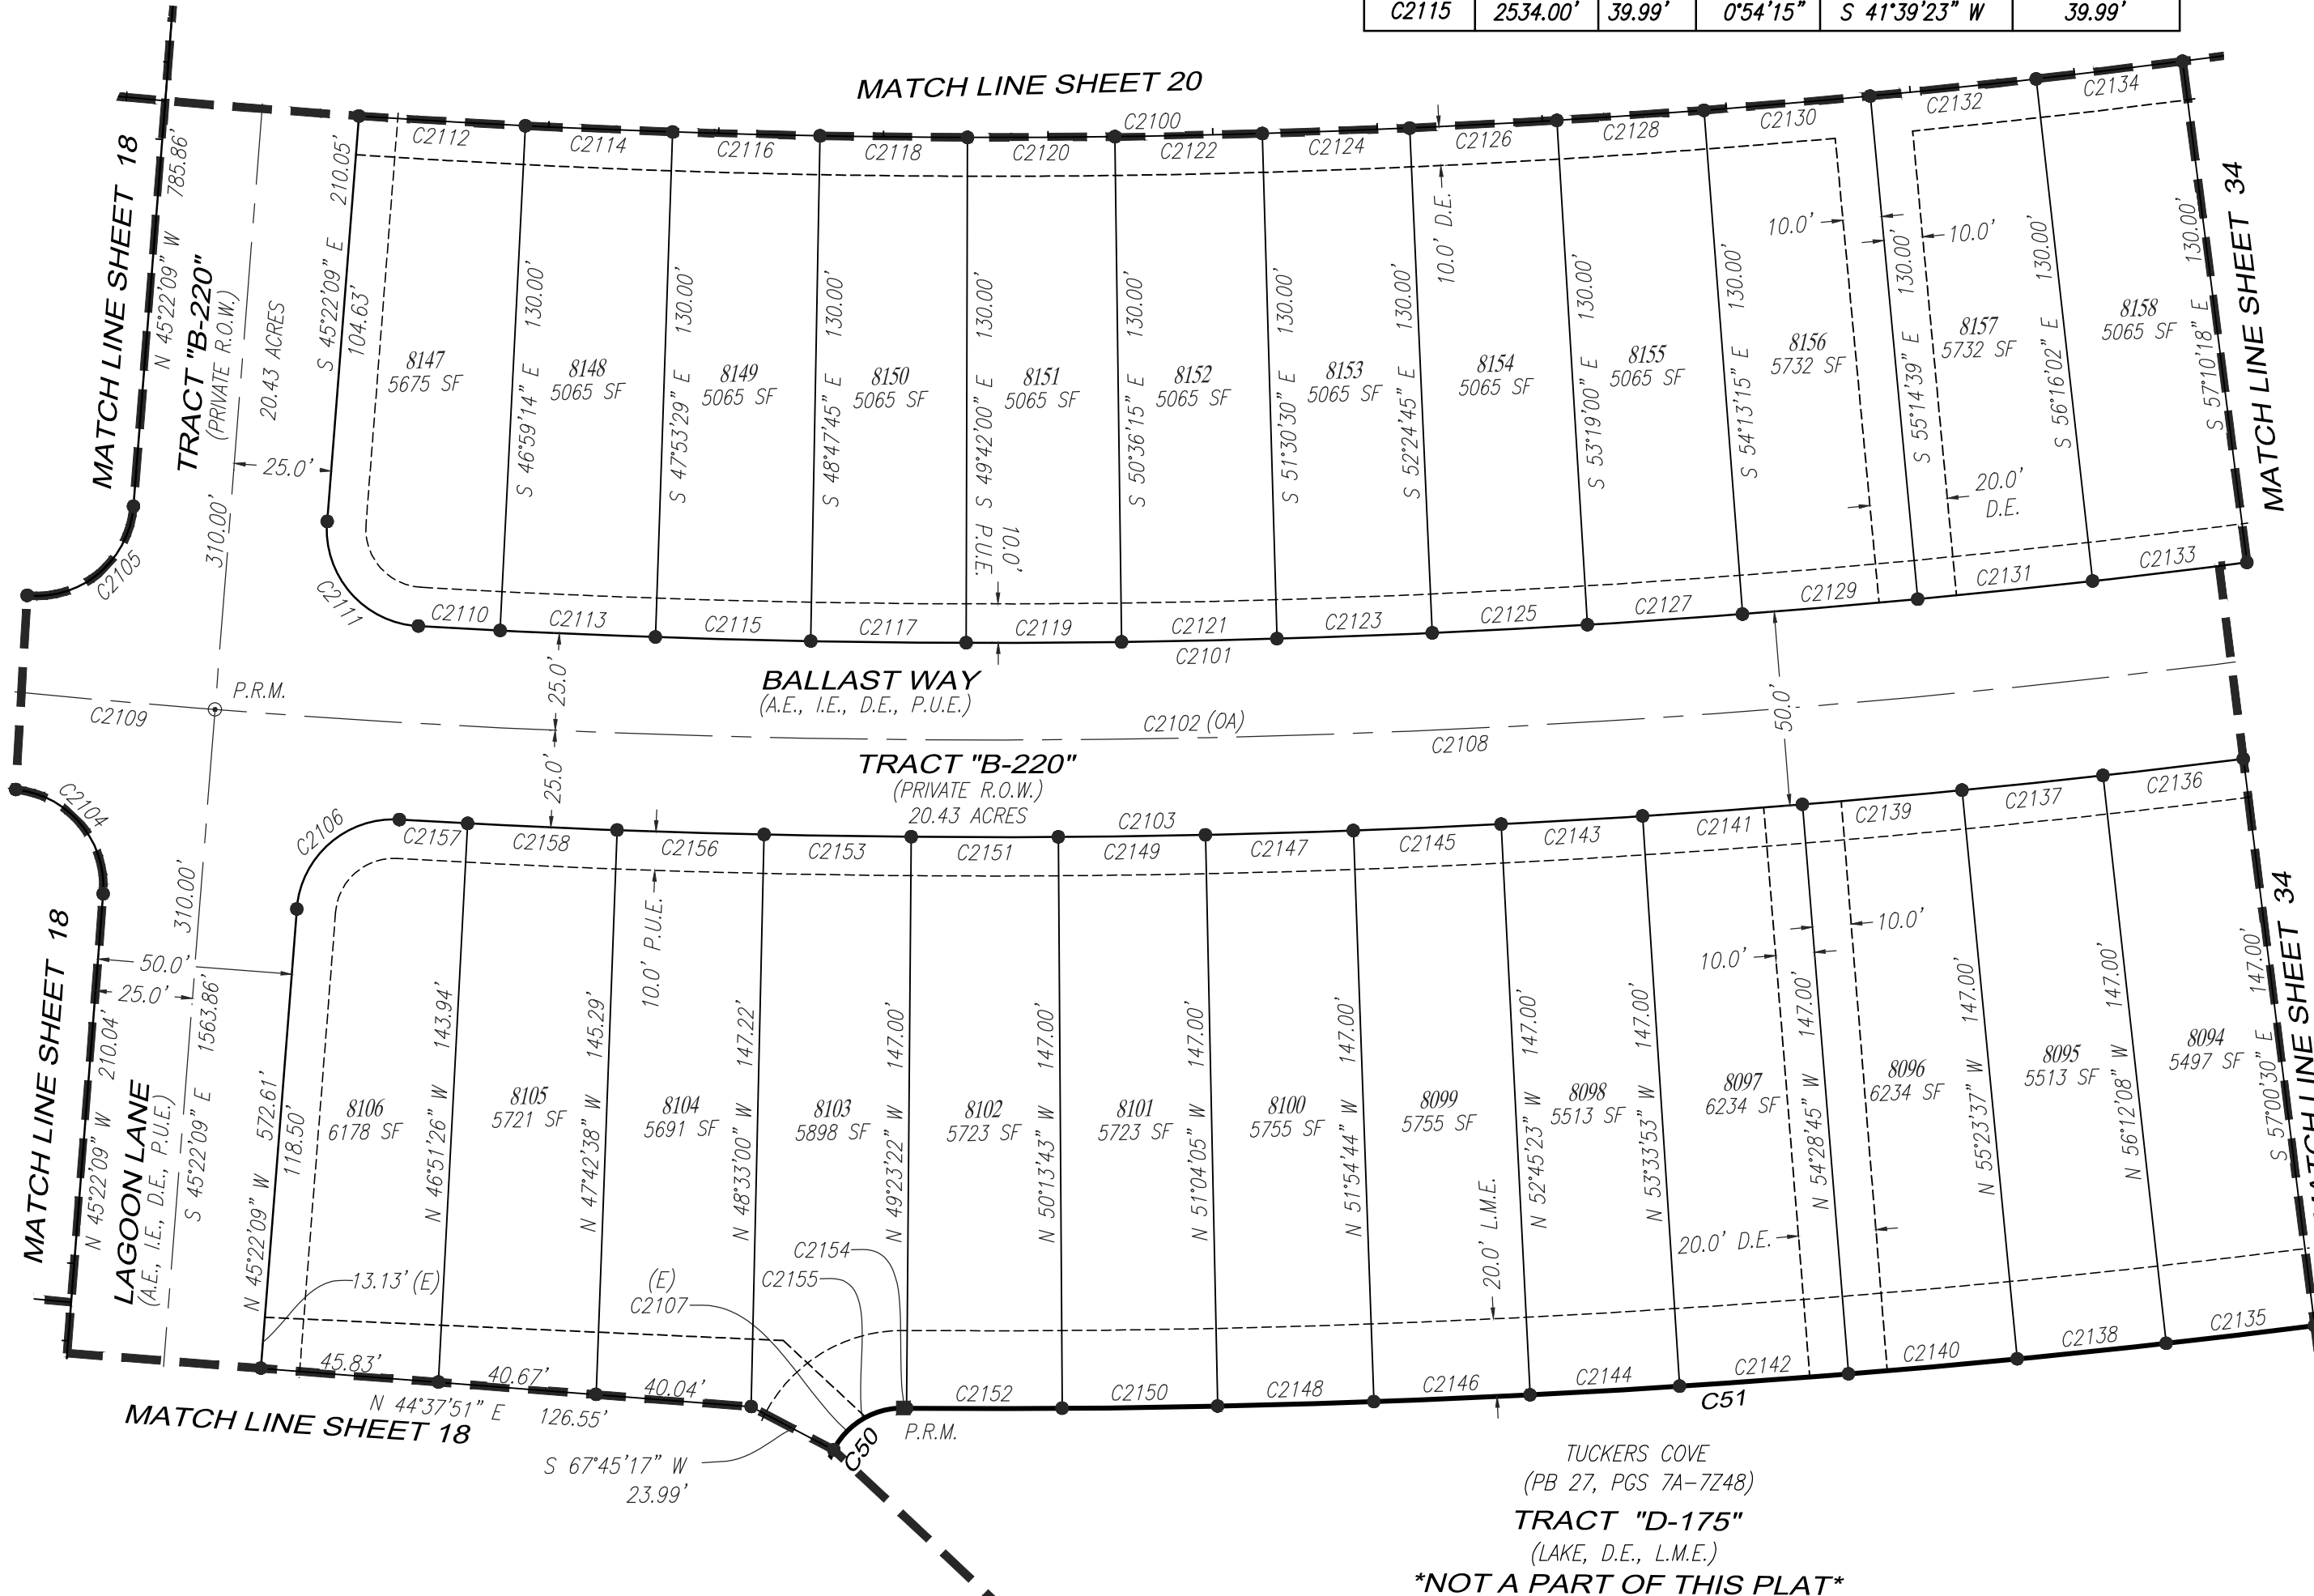 C2115 2534.00' 39.99' 0°54'15" S 41°39'23" W 39.99'
MATCH LINE SHEET 20
C2100
C2112
C2114
C2116
C2118
C2120
C2122
C2124
C2126
C2128
C2130
C2132
C2134
MATCH LINE SHEET 18
N 45°22'09" W 785.86'
TRACT "B-220"
(PRIVATE R.O.W.)
20.43 ACRES
S 45°22'09" E 210.05'
104.63'
25.0'
310.00'
8147
5675 SF
S 46°59'14" E 130.00'
8148
5065 SF
S 47°53'29" E 130.00'
8149
5065 SF
S 48°47'45" E 130.00'
8150
5065 SF
S 49°42'00" E 130.00'
8151
5065 SF
10.0'
P.U.E.
S 50°36'15" E 130.00'
8152
5065 SF
S 51°30'30" E 130.00'
8153
5065 SF
S 52°24'45" E 130.00'
10.0' D.E.
8154
5065 SF
S 53°19'00" E 130.00'
8155
5065 SF
S 54°13'15" E 130.00'
8156
5732 SF
10.0'
S 55°14'39" E 130.00'
10.0'
8157
5732 SF
20.0'
D.E.
S 56°16'02" E 130.00'
8158
5065 SF
S 57°10'18" E 130.00'
MATCH LINE SHEET 34
C2105
C2111
C2110
C2113
C2115
C2117
C2119
C2121
C2123
C2125
C2127
C2129
C2131
C2133
C2101
P.R.M.
C2109
25.0'
25.0'
BALLAST WAY
(A.E., I.E., D.E., P.U.E.)
C2102 (OA)
C2108
50.0'
TRACT "B-220"
(PRIVATE R.O.W.)
20.43 ACRES
C2103
C2104
C2106
C2157
C2158
C2156
C2153
C2151
C2149
C2147
C2145
C2143
C2141
C2139
C2137
C2136
MATCH LINE SHEET 18
310.00'
50.0'
25.0'
N 45°22'09" W 210.04'
LAGOON LANE
(A.E., I.E., D.E., P.U.E.)
S 45°22'09" E 1563.86'
N 45°22'09" W 572.61'
118.50'
8106
6178 SF
N 46°51'26" W 143.94'
8105
5721 SF
N 47°42'38" W 145.29'
10.0' P.U.E.
8104
5691 SF
N 48°33'00" W 147.22'
8103
5898 SF
N 49°23'22" W 147.00'
8102
5723 SF
N 50°13'43" W 147.00'
8101
5723 SF
N 51°04'05" W 147.00'
8100
5755 SF
N 51°54'44" W 147.00'
8099
5755 SF
20.0' L.M.E.
N 52°45'23" W 147.00'
8098
5513 SF
N 53°33'53" W 147.00'
8097
6234 SF
10.0'
20.0' D.E.
N 54°28'45" W 147.00'
10.0'
8096
6234 SF
N 55°23'37" W 147.00'
8095
5513 SF
N 56°12'08" W 147.00'
8094
5497 SF
S 57°00'30" E 147.00'
MATCH LINE SHEET 34
13.13' (E)
(E)
C2107
C2154
C2155
45.83'
40.67'
40.04'
N 44°37'51" E 126.55'
MATCH LINE SHEET 18
S 67°45'17" W
23.99'
C50
P.R.M.
C2152
C2150
C2148
C2146
C2144
C2142
C2140
C2138
C2135
C51
TUCKERS COVE
(PB 27, PGS 7A-7Z48)
TRACT "D-175"
(LAKE, D.E., L.M.E.)
*NOT A PART OF THIS PLAT*